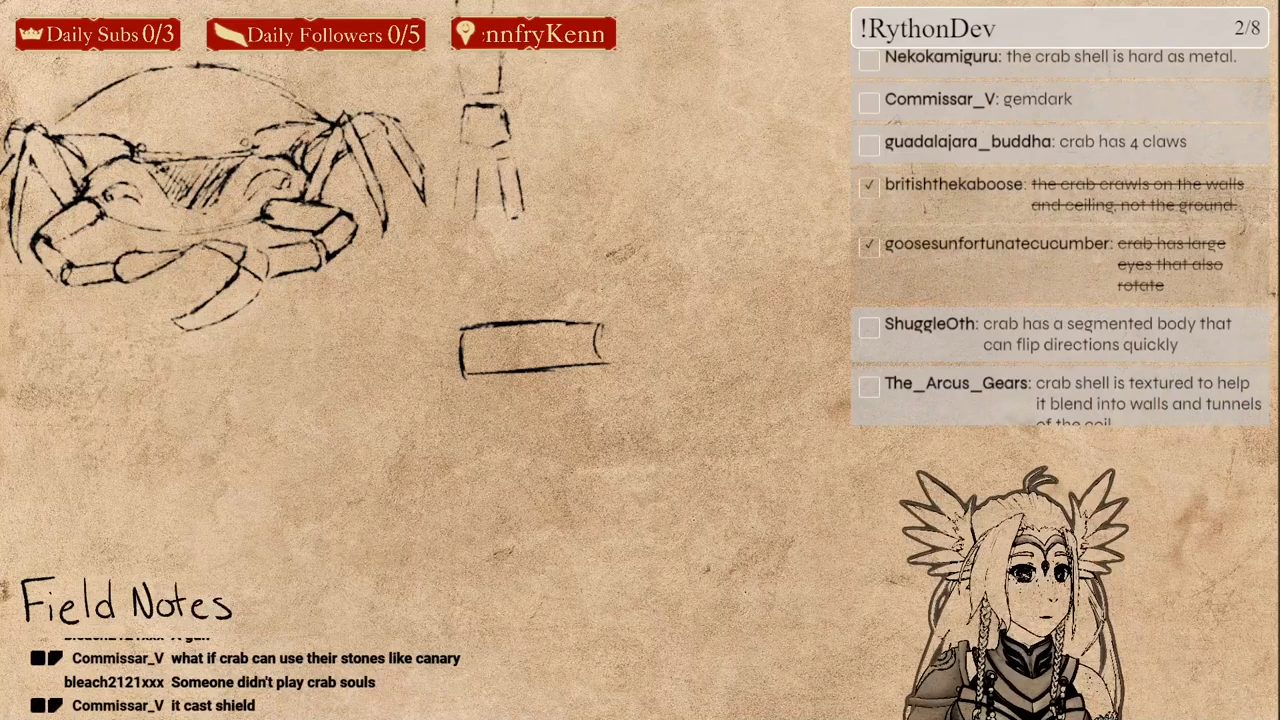 Daily Subs 0/3
Daily Followers 0/5
nnfryKenn
!RythonDev
2/8
Nekokamiguru: the crab shell is hard as metal.
Commissar_V: gemdark
guadalajara_buddha: crab has 4 claws
britishthekaboose: the crab crawls on the walls
and ceiling, not the ground.
goosesunfortunatecucumber: crab has large
eyes that also
rotate
ShuggleOth: crab has a segmented body that
can flip directions quickly
The_Arcus_Gears: crab shell is textured to help
it blend into walls and tunnels
of the coil
Field Notes
bleach2121xxx
Commissar_V what if crab can use their stones like canary
bleach2121xxx Someone didn't play crab souls
Commissar_V it cast shield